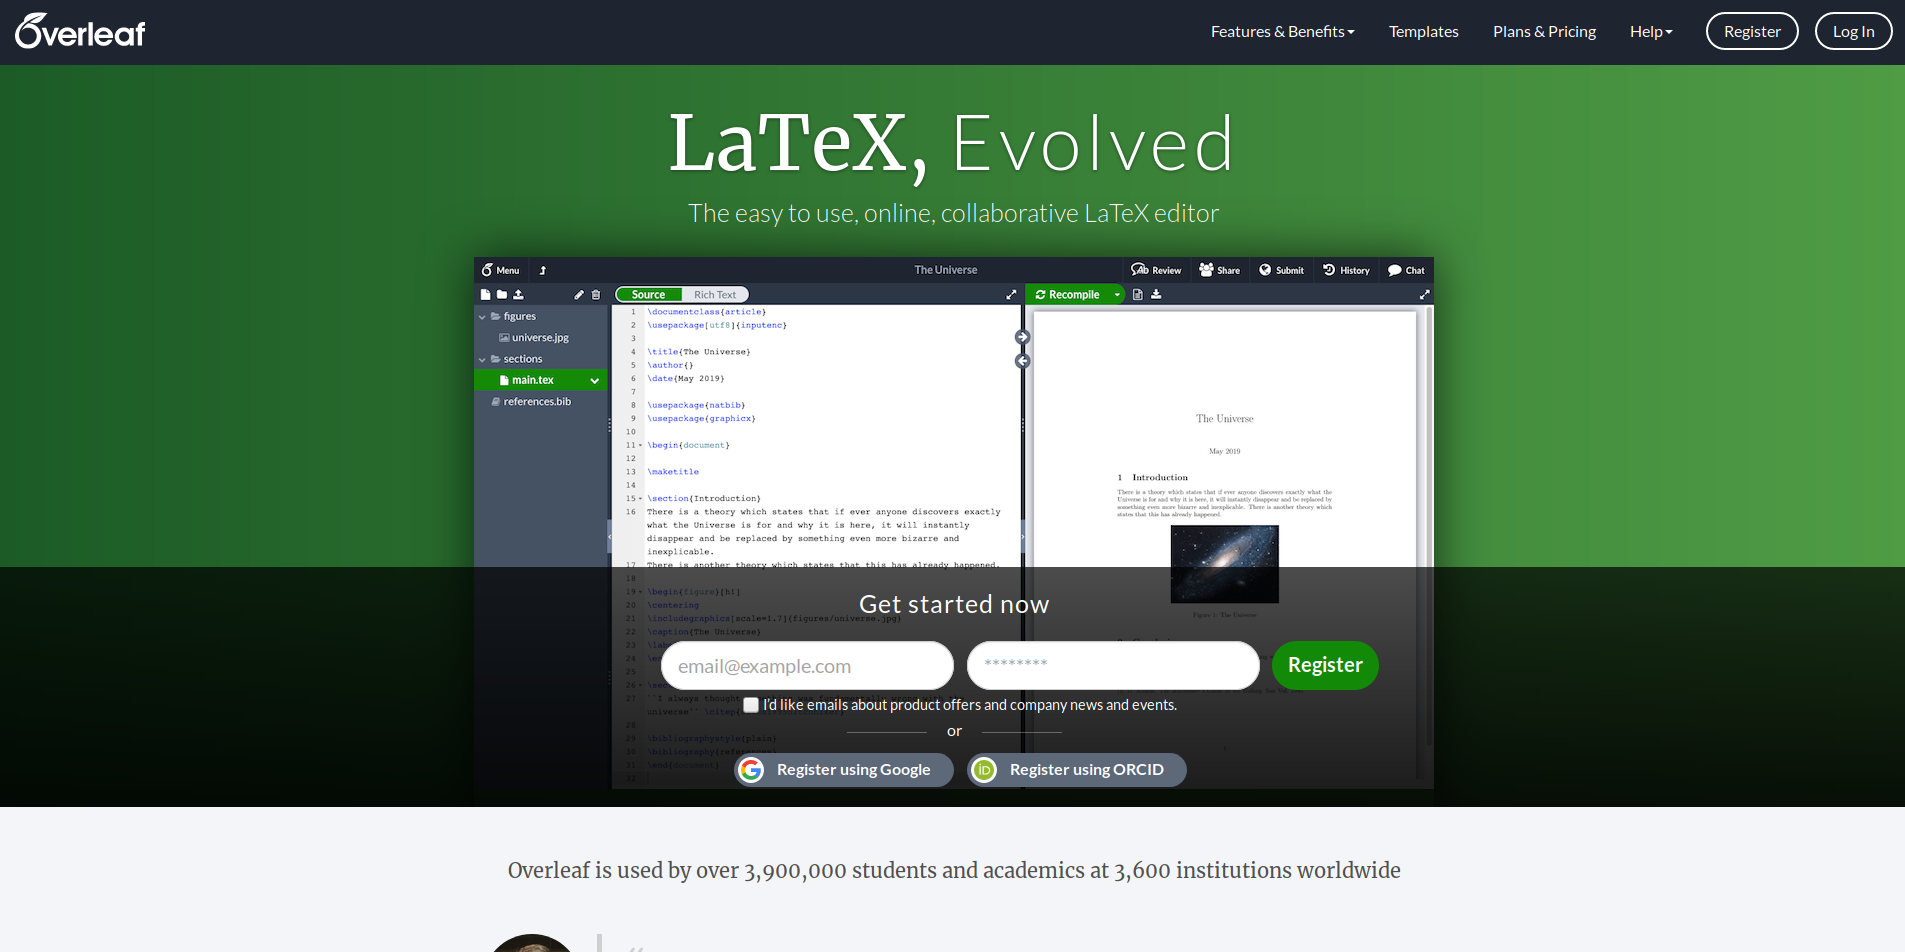 Overleaf
Features & Benefits
Templates
Plans & Pricing
Help
Register
Log In
LaTeX, Evolved
The easy to use, online, collaborative LaTeX editor
Menu
The Universe
Review
Share
Submit
History
Chat
Source
Rich Text
Recompile
figures
universe.jpg
sections
main.tex
references.bib
1 \documentclass{article}
2 \usepackage[utf8]{inputenc}
3
4 \title{The Universe}
5 \author{}
6 \date{May 2019}
7
8 \usepackage{natbib}
9 \usepackage{graphicx}
10
11 \begin{document}
12
13 \maketitle
14
15 \section{Introduction}
16 There is a theory which states that if ever anyone discovers exactly
what the Universe is for and why it is here, it will instantly
disappear and be replaced by something even more bizarre and
inexplicable.
17 There is another theory which states that this has already happened.
18
19 \begin{figure}[h!]
20 \centering
21 \includegraphics[scale=1.7]{figures/universe.jpg}
22 \caption{The Universe}
23
24
25
26
27 ``I always thought
universe''
28
29 \bibliographystyle{plain}
30 \bibliography{references}
31 \end{document}
The Universe
May 2019
1 Introduction
There is a theory which states that if ever anyone discovers exactly what the
Universe is for and why it is here, it will instantly disappear and be replaced by
something even more bizarre and inexplicable. There is another theory which
states that this has already happened.
Figure 1: The Universe
Get started now
email@example.com
********
Register
I'd like emails about product offers and company news and events.
or
Register using Google
iD
Register using ORCID
Overleaf is used by over 3,900,000 students and academics at 3,600 institutions worldwide
“